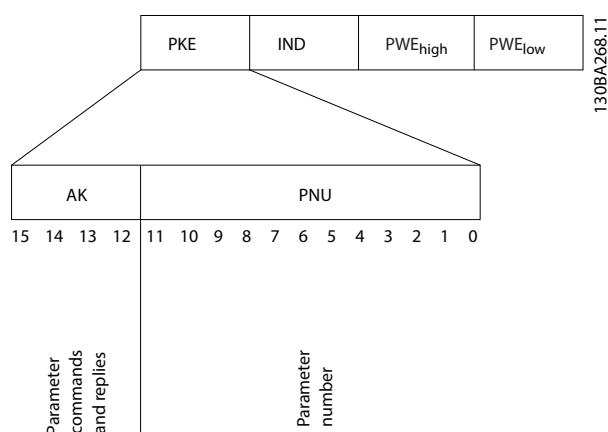 PKE IND PWEhigh PWElow
130BA268.11
AK PNU
15 14 13 12 11 10 9 8 7 6 5 4 3 2 1 0
Parameter
commands
and replies
Parameter
number